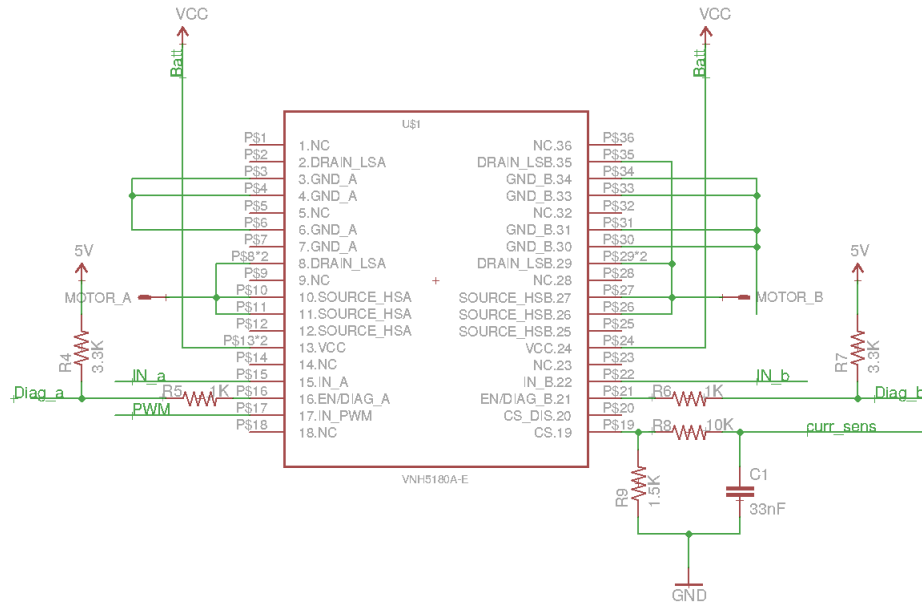 VCC VCC
Batt Batt
U$1
P$1 1.NC NC.36 P$36
P$2 2.DRAIN_LSA DRAIN_LSB.35 P$35
P$3 3.GND_A GND_B.34 P$34
P$4 4.GND_A GND_B.33 P$33
P$5 5.NC NC.32 P$32
P$6 6.GND_A GND_B.31 P$31
P$7 7.GND_A GND_B.30 P$30
5V P$8*2 8.DRAIN_LSA DRAIN_LSB.29 P$29*2 5V
P$9 9.NC NC.28 P$28
MOTOR_A P$10 10.SOURCE_HSA SOURCE_HSB.27 P$27 MOTOR_B
P$11 11.SOURCE_HSA SOURCE_HSB.26 P$26
P$12 12.SOURCE_HSA SOURCE_HSB.25 P$25
R4 3.3K P$13*2 13.VCC VCC.24 P$24 R7 3.3K
P$14 14.NC NC.23 P$23
IN_a P$15 15.IN_A IN_B.22 P$22 IN_b
Diag_a R5 1K P$16 16.EN/DIAG_A EN/DIAG_B.21 P$21 R6 1K Diag_b
PWM P$17 17.IN_PWM CS_DIS.20 P$20
P$18 18.NC CS.19 P$19 R8 10K curr_sens
VNH5180A-E R9 1.5K C1
33nF
GND